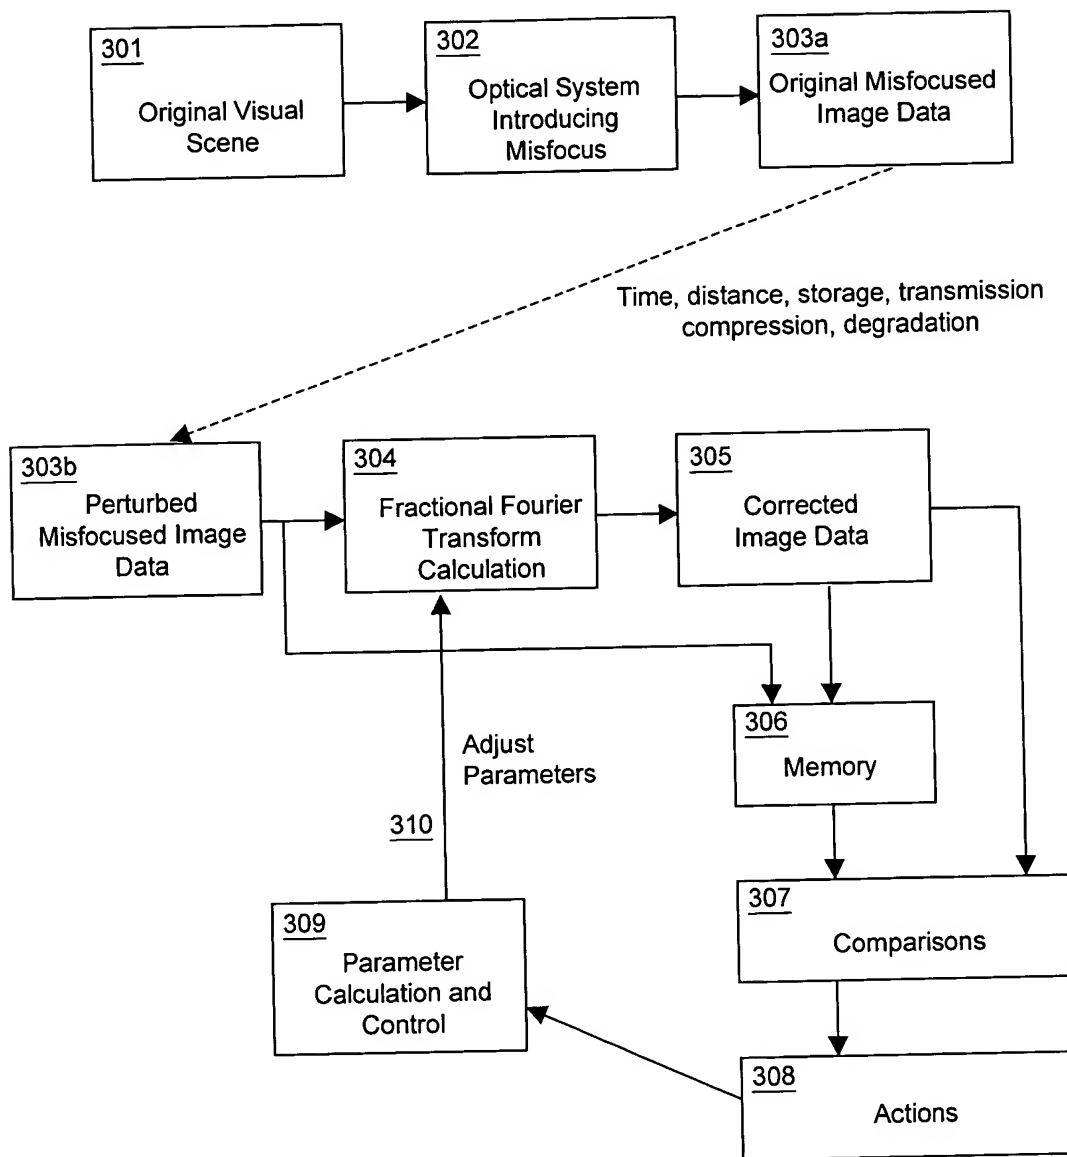 301
Original Visual
Scene
302
Optical System
Introducing
Misfocus
303a
Original Misfocused
Image Data
Time, distance, storage, transmission
compression, degradation
303b
Perturbed
Misfocused Image
Data
304
Fractional Fourier
Transform
Calculation
305
Corrected
Image Data
306
Memory
Adjust
Parameters
310
307
Comparisons
309
Parameter
Calculation and
Control
308
Actions